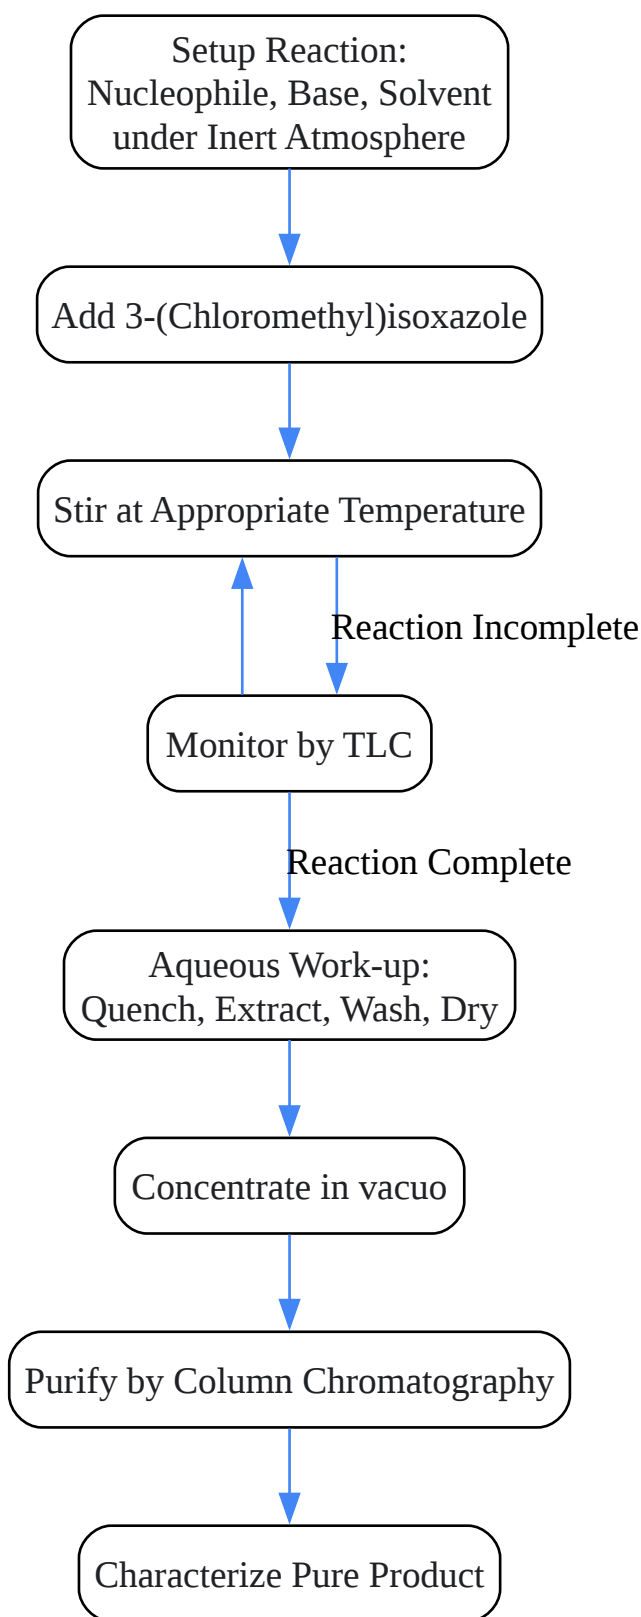 Setup Reaction:
Nucleophile, Base, Solvent
under Inert Atmosphere
Add 3-(Chloromethyl)isoxazole
Stir at Appropriate Temperature
Reaction Incomplete
Monitor by TLC
Reaction Complete
Aqueous Work-up:
Quench, Extract, Wash, Dry
Concentrate in vacuo
Purify by Column Chromatography
Characterize Pure Product